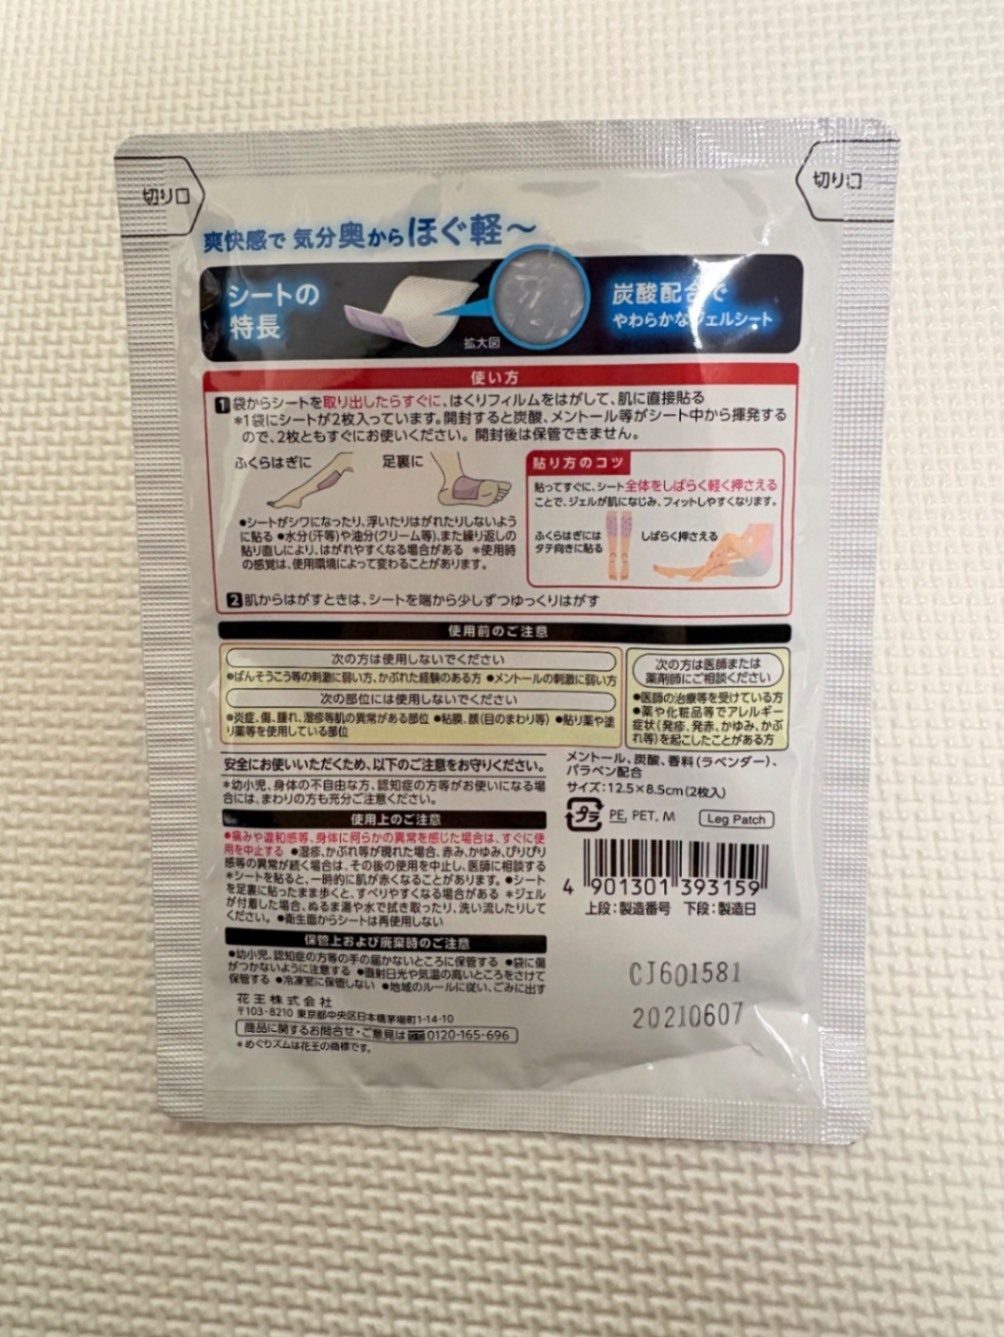 切り口
切り口
爽快感で 気分奥からほぐ軽〜
シートの
特長
拡大図
炭酸配合で
やわらかなジェルシート
使い方
1 袋からシートを取り出したらすぐに、はくりフィルムをはがして、肌に直接貼る
*1袋にシートが2枚入っています。開封すると炭酸、メントール等がシート中から揮発する
ので、2枚ともすぐにお使いください。開封後は保管できません。
ふくらはぎに
足裏に
●シートがシワになったり、浮いたりはがれたりしないよう
に貼る ●水分(汗等)や油分(クリーム等)、また繰り返しの
貼り直しにより、はがれやすくなる場合がある *使用時
の感覚は、使用環境によって変わることがあります。
貼り方のコツ
貼ってすぐに、シート全体をしばらく軽く押さえる
ことで、ジェルが肌になじみ、フィットしやすくなります。
ふくらはぎには
タテ向きに貼る
しばらく押さえる
2 肌からはがすときは、シートを端から少しずつゆっくりはがす
使用前のご注意
次の方は使用しないでください
●ばんそうこう等の刺激に弱い方、かぶれた経験のある方 ●メントールの刺激に弱い方
次の部位には使用しないでください
●炎症、傷、腫れ、湿疹等肌の異常がある部位 ●粘膜、顔(目のまわり等) ●貼り薬や塗
り薬等を使用している部位
次の方は医師または
薬剤師にご相談ください
●医師の治療等を受けている方
●薬や化粧品等でアレルギー
症状(発疹、発赤、かゆみ、かぶ
れ等)を起こしたことがある方
安全にお使いいただくため、以下のご注意をお守りください。
*幼小児、身体の不自由な方、認知症の方等がお使いになる場
合には、まわりの方も充分ご注意ください。
使用上のご注意
●痛みや違和感等、身体に何らかの異常を感じた場合は、すぐに使
用を中止する ●湿疹、かぶれ等が現れた場合、赤み、かゆみ、ぴりぴり
感等の異常が続く場合は、その後の使用を中止し、医師に相談する
*シートを貼ると、一時的に肌が赤くなることがあります。●シート
を足裏に貼ったまま歩くと、すべりやすくなる場合がある *ジェル
が付着した場合、ぬるま湯や水で拭き取ったり、洗い流したりして
ください。●衛生面からシートは再使用しない
保管上および廃棄時のご注意
●幼小児、認知症の方等の手の届かないところに保管する ●袋に傷
がつかないように注意する ●直射日光や気温の高いところをさけて
保管する ●冷凍室に保管しない ●地域のルールに従い、ごみに出す
花王株式会社
〒103-8210 東京都中央区日本橋茅場町1-14-10
商品に関するお問合せ・ご意見は 0120-165-696
*めぐりズムは花王の商標です。
メントール、炭酸、香料(ラベンダー)、
パラベン配合
サイズ:12.5×8.5cm(2枚入)
プラ PE, PET, M
Leg Patch
4 901301 393159
上段:製造番号 下段:製造日
CJ601581
20210607